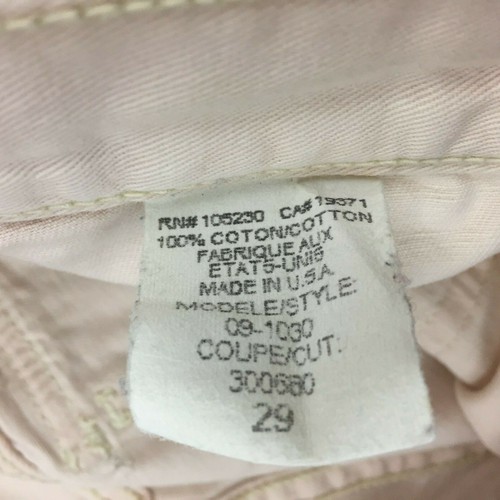 RN# 105230 CA# 19371
100% COTON/COTTON
FABRIQUE AUX
ETATS-UNIS
MADE IN U.S.A.
MODELE/STYLE:
09-1030
COUPE/CUT:
300680
29